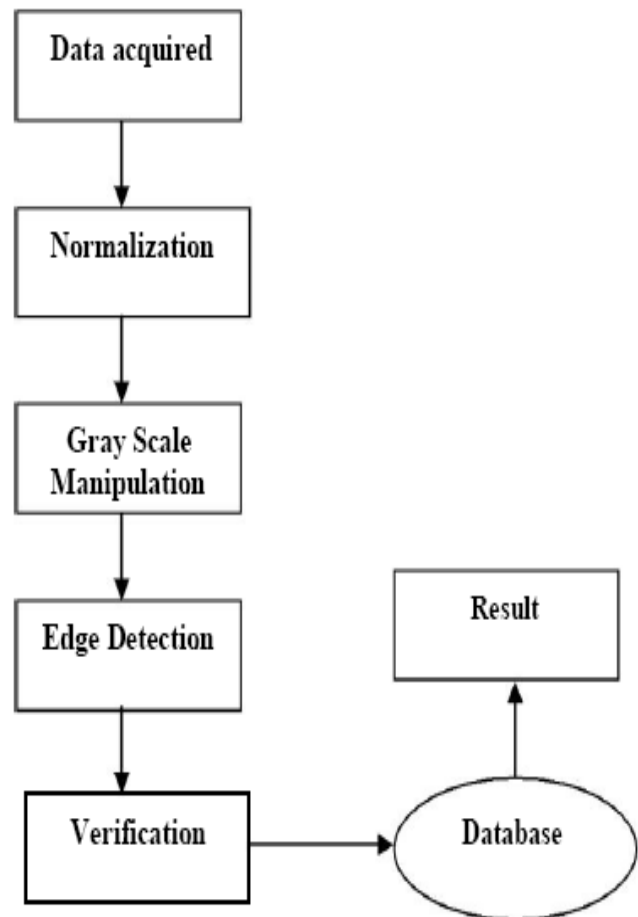 Data acquired
Normalization
Gray Scale
Manipulation
Edge Detection
Verification
Database
Result